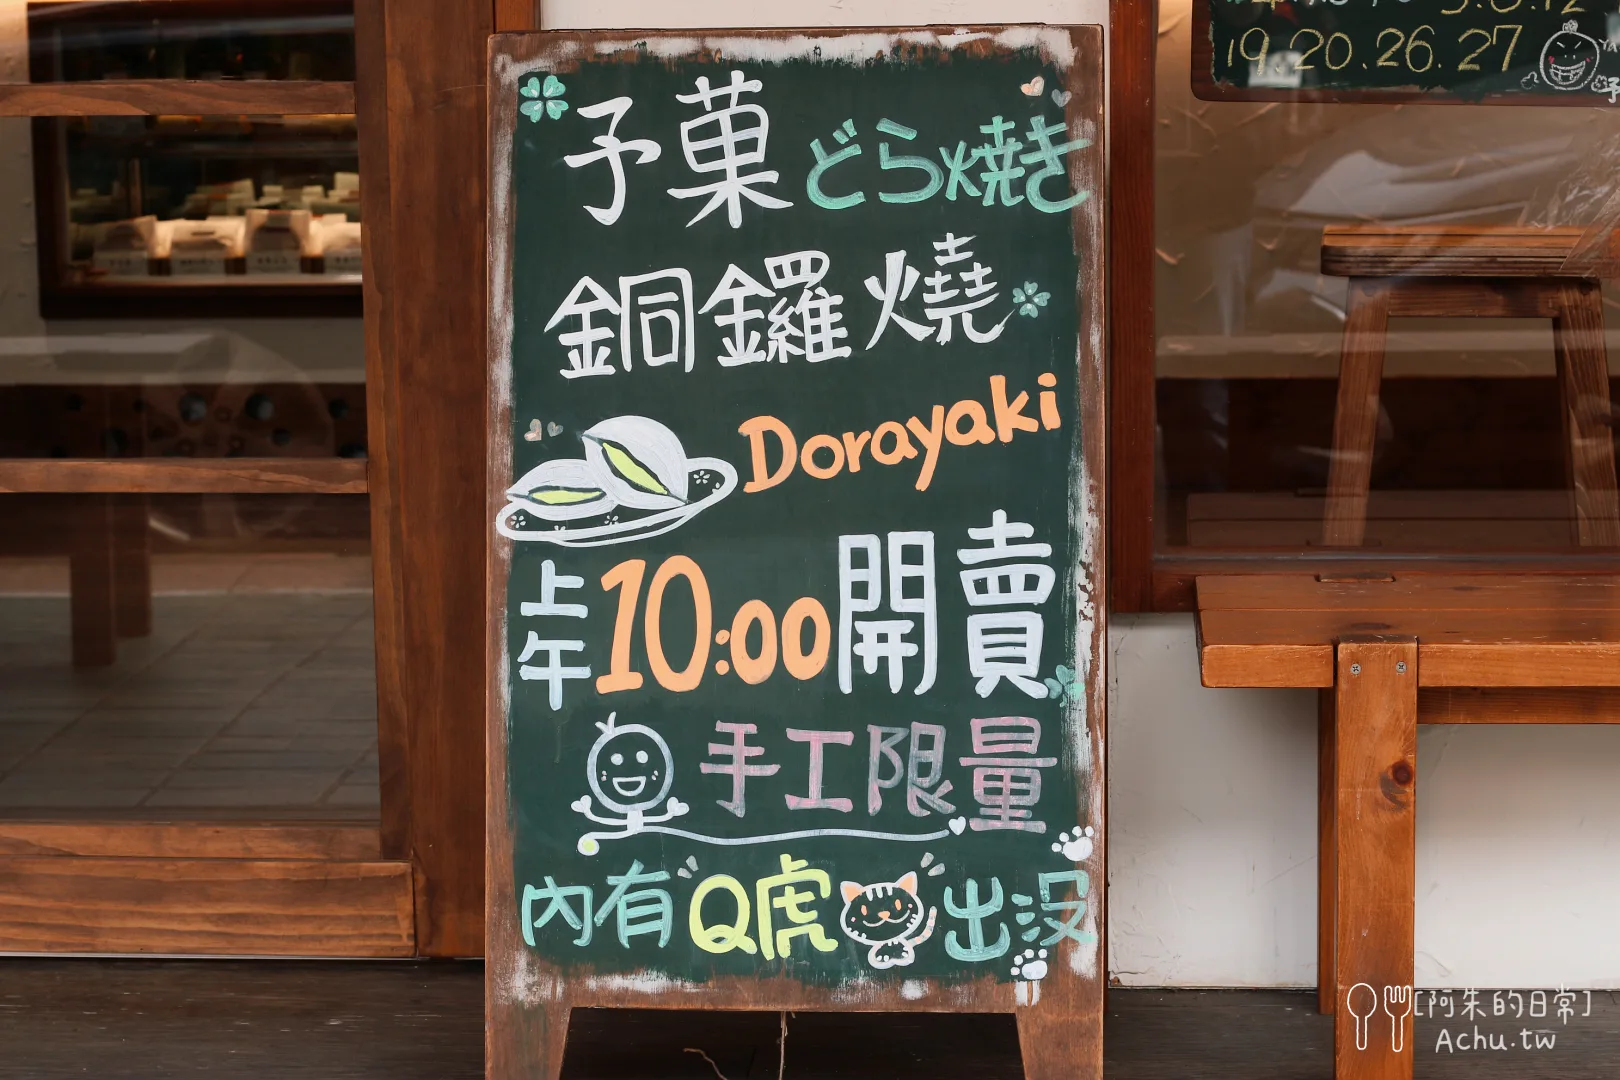 19.20.26.27
予菓 どら焼き
銅鑼燒
Dorayaki
上午10:00開賣
手工限量
內有Q虎出沒
[阿朱的日常]
Achu.tw